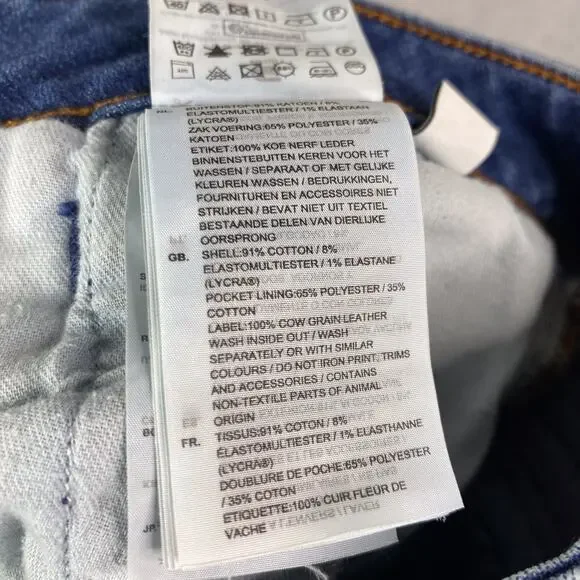 40
BUITENSTOF:91% KATOEN / 8%
ELASTOMULTIESTER / 1% ELASTAAN
(LYCRA®)
ZAK VOERING:65% POLYESTER / 35%
KATOEN
ETIKET:100% KOE NERF LEDER
BINNENSTEBUITEN KEREN VOOR HET
WASSEN / SEPARAAT OF MET GELIJKE
KLEUREN WASSEN / BEDRUKKINGEN,
FOURNITUREN EN ACCESSOIRES NIET
STRIJKEN / BEVAT NIET UIT TEXTIEL
BESTAANDE DELEN VAN DIERLIJKE
OORSPRONG
GB. SHELL:91% COTTON / 8%
ELASTOMULTIESTER / 1% ELASTANE
(LYCRA®)
POCKET LINING:65% POLYESTER / 35%
COTTON
LABEL:100% COW GRAIN LEATHER
WASH INSIDE OUT / WASH
SEPARATELY OR WITH SIMILAR
COLOURS / DO NOT IRON PRINT, TRIMS
AND ACCESSORIES / CONTAINS
NON-TEXTILE PARTS OF ANIMAL
ORIGIN
FR. TISSUS:91% COTON / 8%
ÉLASTOMULTIESTER / 1% ÉLASTHANNE
(LYCRA®)
DOUBLURE DE POCHE:65% POLYESTER
/ 35% COTON
ÉTIQUETTE:100% CUIR FLEUR DE
VACHE
JP